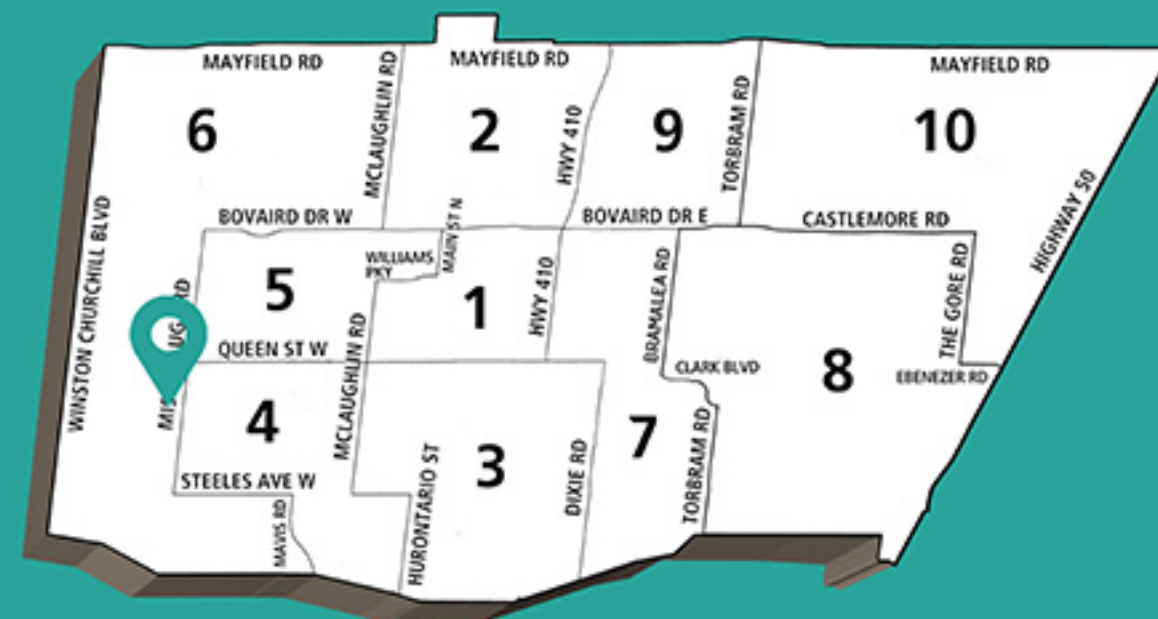 MAYFIELD RD
MAYFIELD RD
MAYFIELD RD
6
MCLAUGHLIN RD
2
HWY 410
9
TORBRAM RD
10
WINSTON CHURCHILL BLVD
BOVAIRD DR W
MAIN ST N
BOVAIRD DR E
CASTLEMORE RD
HIGHWAY 50
WILLIAMS
PKY
5
1
HWY 410
BRAMALEA RD
THE GORE RD
RD
QUEEN ST W
MCLAUGHLIN RD
CLARK BLVD
8
EBENEZER RD
4
3
DIXIE RD
7
TORBRAM RD
STEELES AVE W
MAVIS RD
HURONTARIO ST